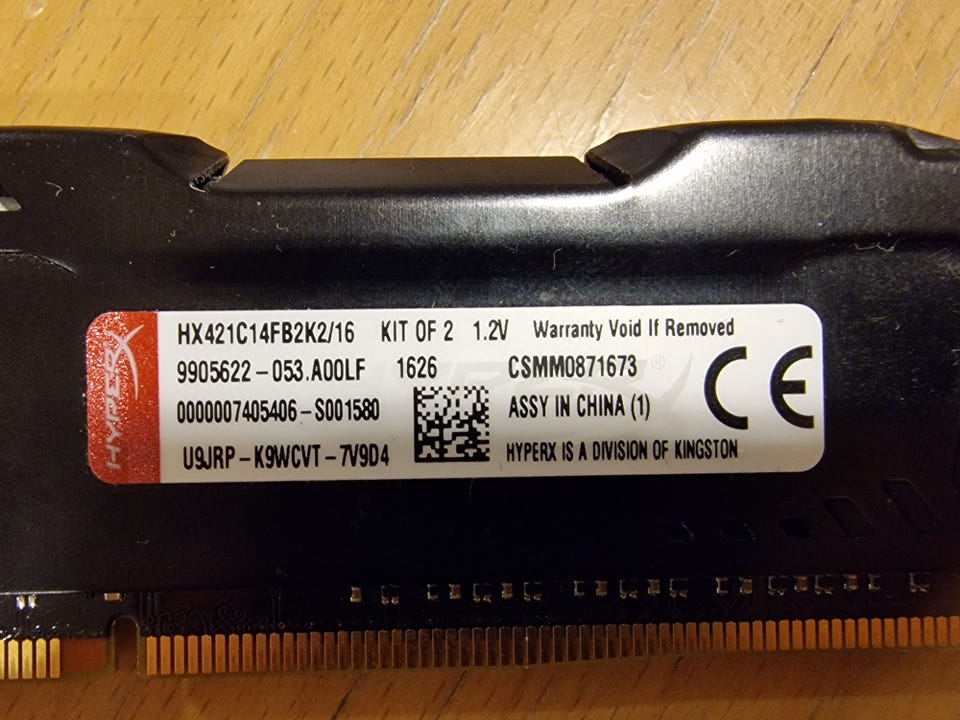 HX421C14FB2K2/16 KIT OF 2 1.2V Warranty Void If Removed
9905622-053.A00LF 1626 CSMM0871673
0000007405406-S001580 ASSY IN CHINA (1)
U9JRP-K9WCVT-7V9D4 HYPERX IS A DIVISION OF KINGSTON
HYPERX
CE